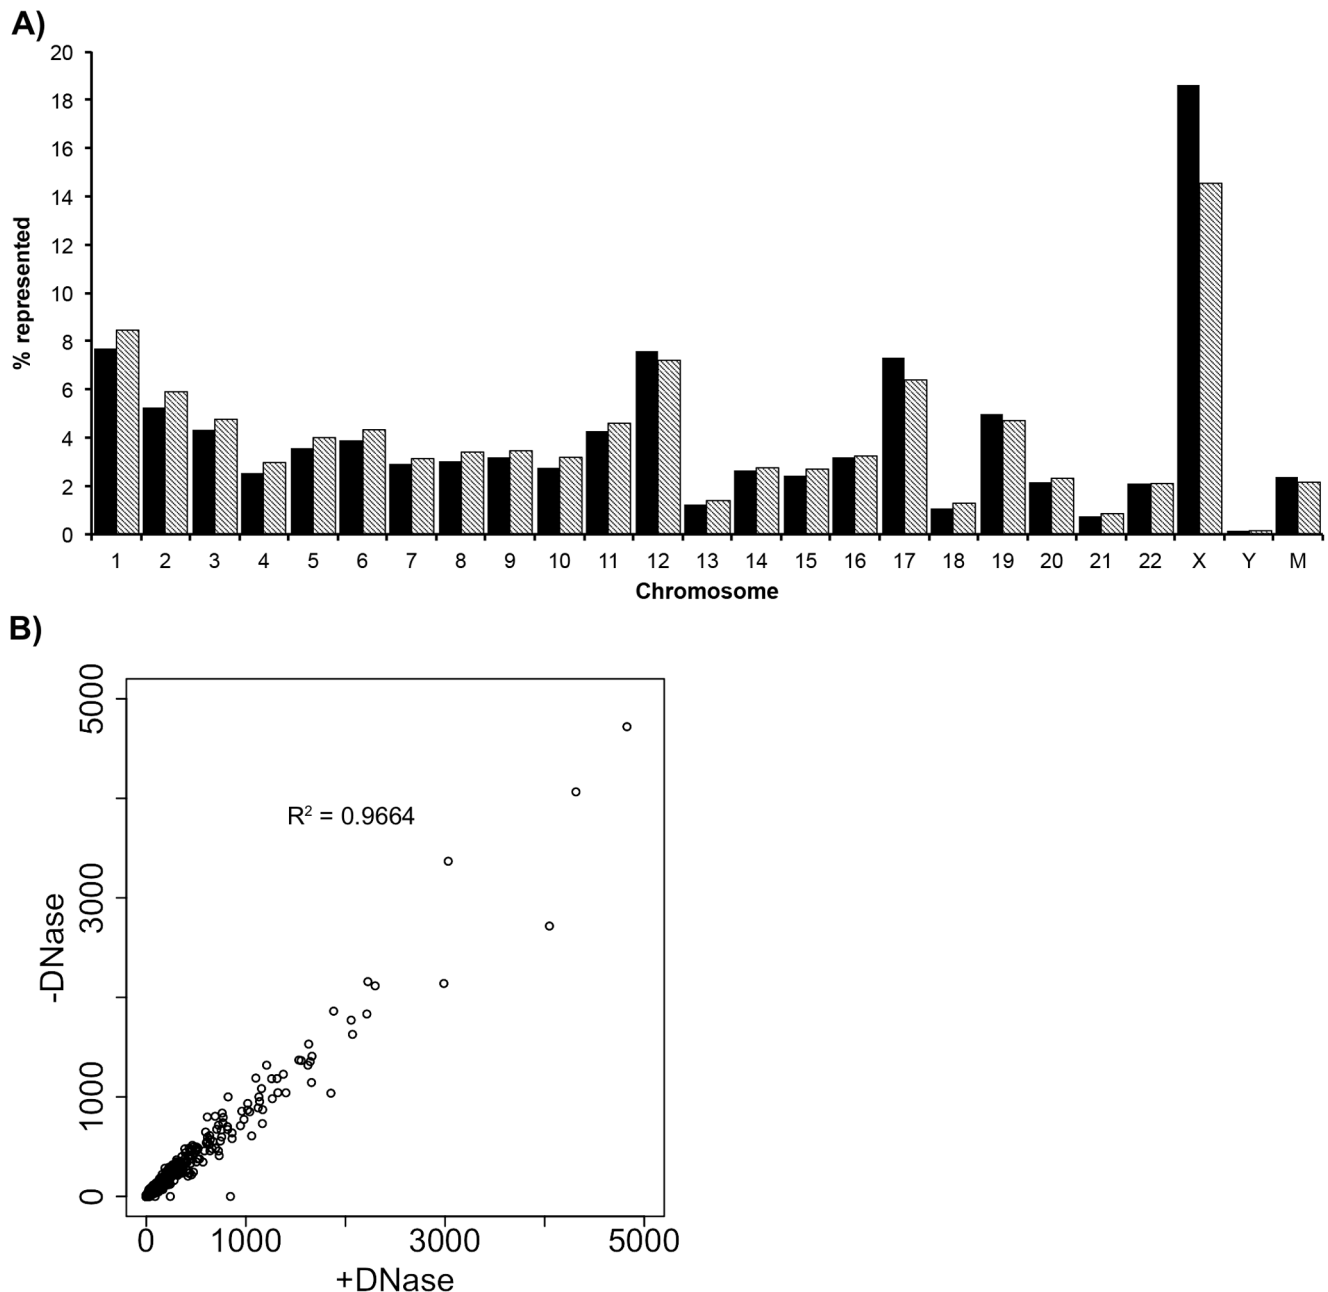 A)
20
18
16
14
12
10
8
6
4
2
0
% represented
1 2 3 4 5 6 7 8 9 10 11 12 13 14 15 16 17 18 19 20 21 22 X Y M
Chromosome
B)
5000
3000
1000
0
-DNase
R² = 0.9664
0 1000 3000 5000
+DNase